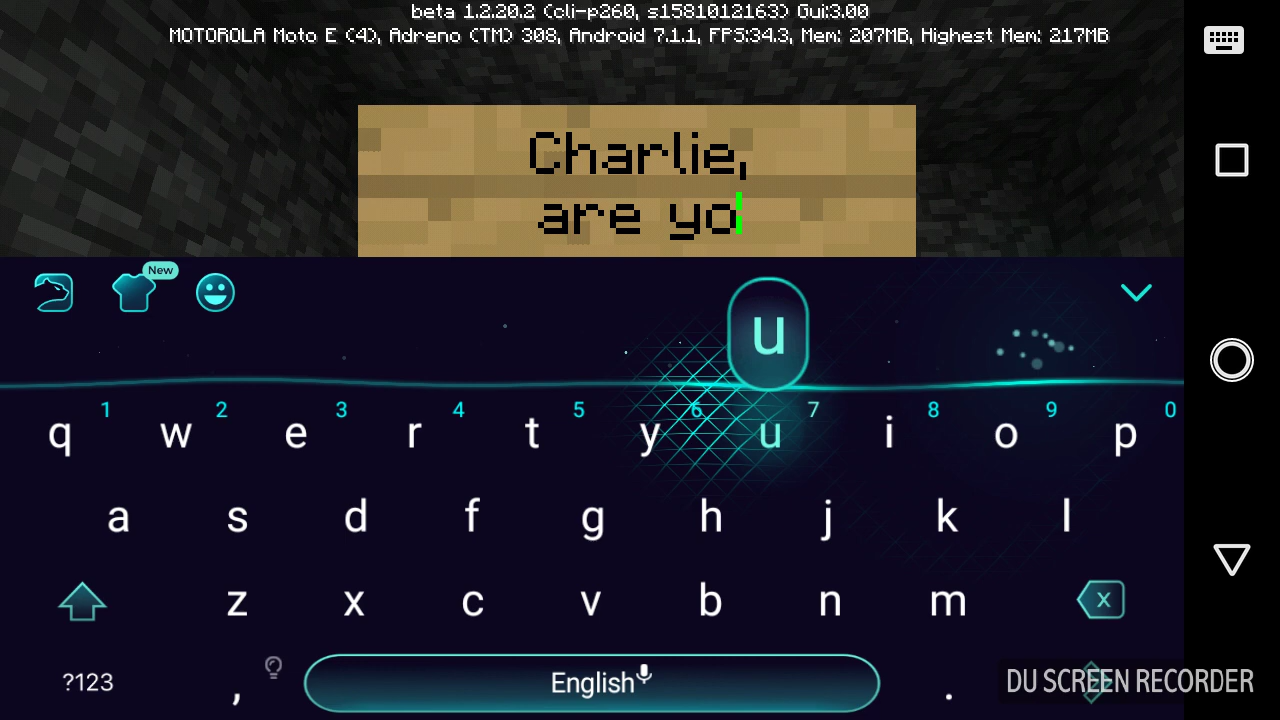 beta 1.2.20.2 (cli-p260, s1581012163) Gui:3.00
MOTOROLA Moto E (4), Adreno (TM) 308, Android 7.1.1, FPS:34.3, Mem: 207MB, Highest Mem: 217MB
Charlie,
are yo
New
u
1 2 3 4 5 6 7 8 9 0
q w e r t y u i o p
a s d f g h j k l
z x c v b n m x
?123 , English .
DU SCREEN RECORDER